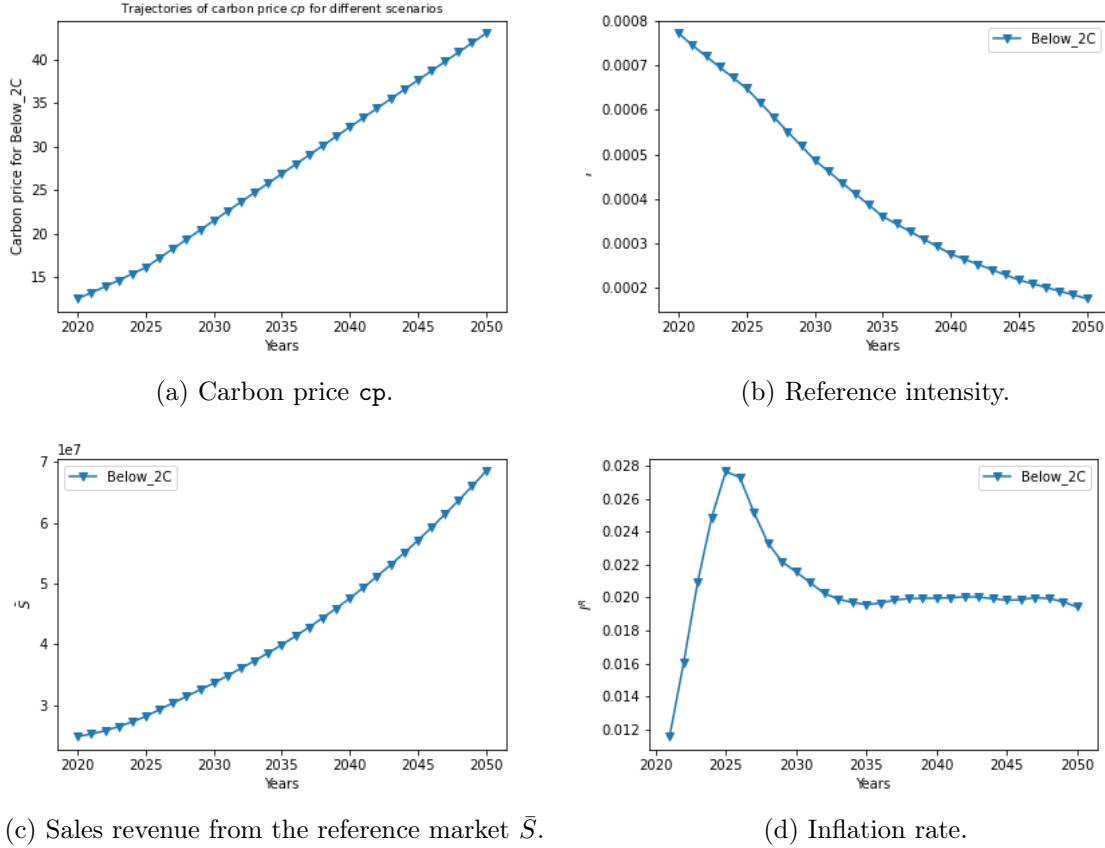 Trajectories of carbon price cp for different scenarios
Carbon price for Below_2C
40
35
30
25
20
15
2020 2025 2030 2035 2040 2045 2050
Years
(a) Carbon price cp.
0.0008
0.0007
0.0006
0.0005
0.0004
0.0003
0.0002
Below_2C
2020 2025 2030 2035 2040 2045 2050
Years
(b) Reference intensity.
1e7
7
6
5
4
3
S̄
Below_2C
2020 2025 2030 2035 2040 2045 2050
Years
(c) Sales revenue from the reference market S̄.
0.028
0.026
0.024
0.022
0.020
0.018
0.016
0.014
0.012
Below_2C
2020 2025 2030 2035 2040 2045 2050
Years
(d) Inflation rate.